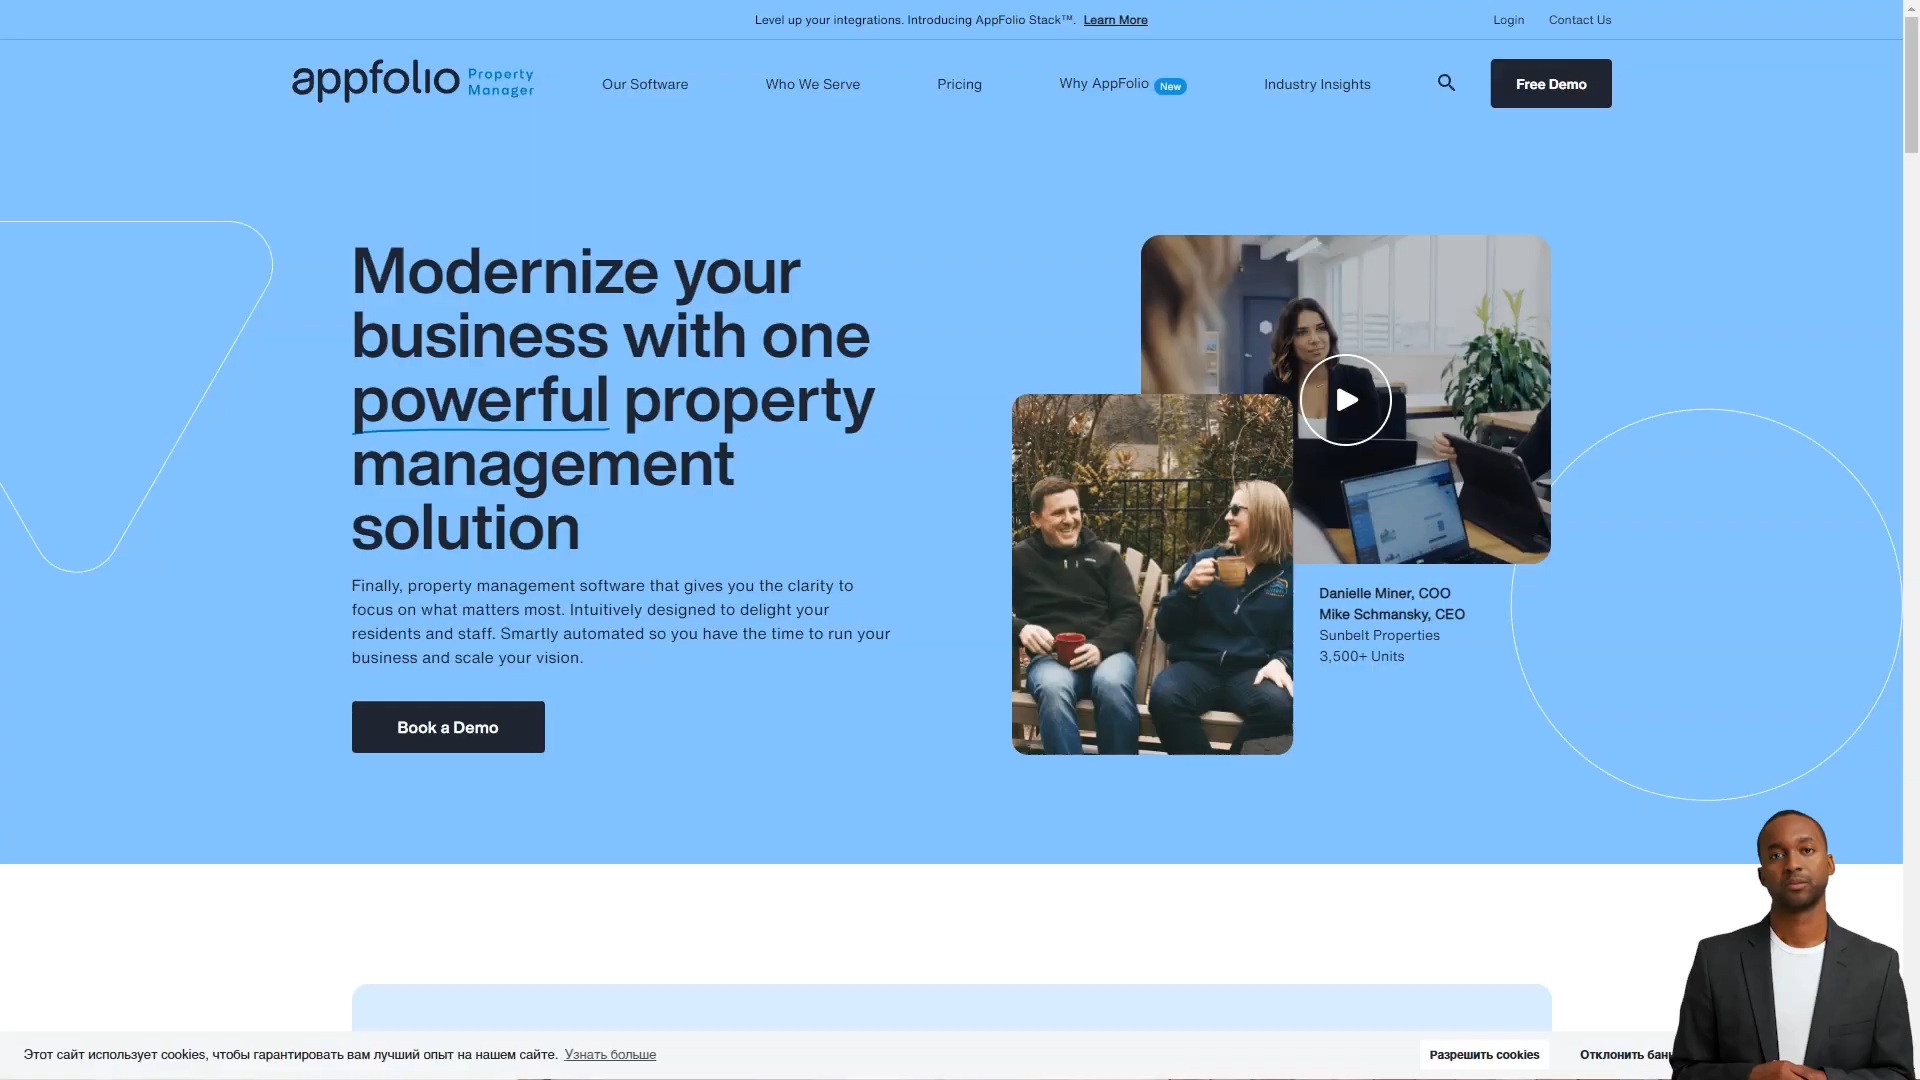 Level up your integrations. Introducing AppFolio Stack™. Learn More
Login
Contact Us
appfolio Property Manager
Our Software
Who We Serve
Pricing
Why AppFolio New
Industry Insights
Free Demo
Modernize your
business with one
powerful property
management
solution
Finally, property management software that gives you the clarity to
focus on what matters most. Intuitively designed to delight your
residents and staff. Smartly automated so you have the time to run your
business and scale your vision.
Book a Demo
Danielle Miner, COO
Mike Schmansky, CEO
Sunbelt Properties
3,500+ Units
Этот сайт использует cookies, чтобы гарантировать вам лучший опыт на нашем сайте. Узнать больше
Разрешить cookies
Отклонить